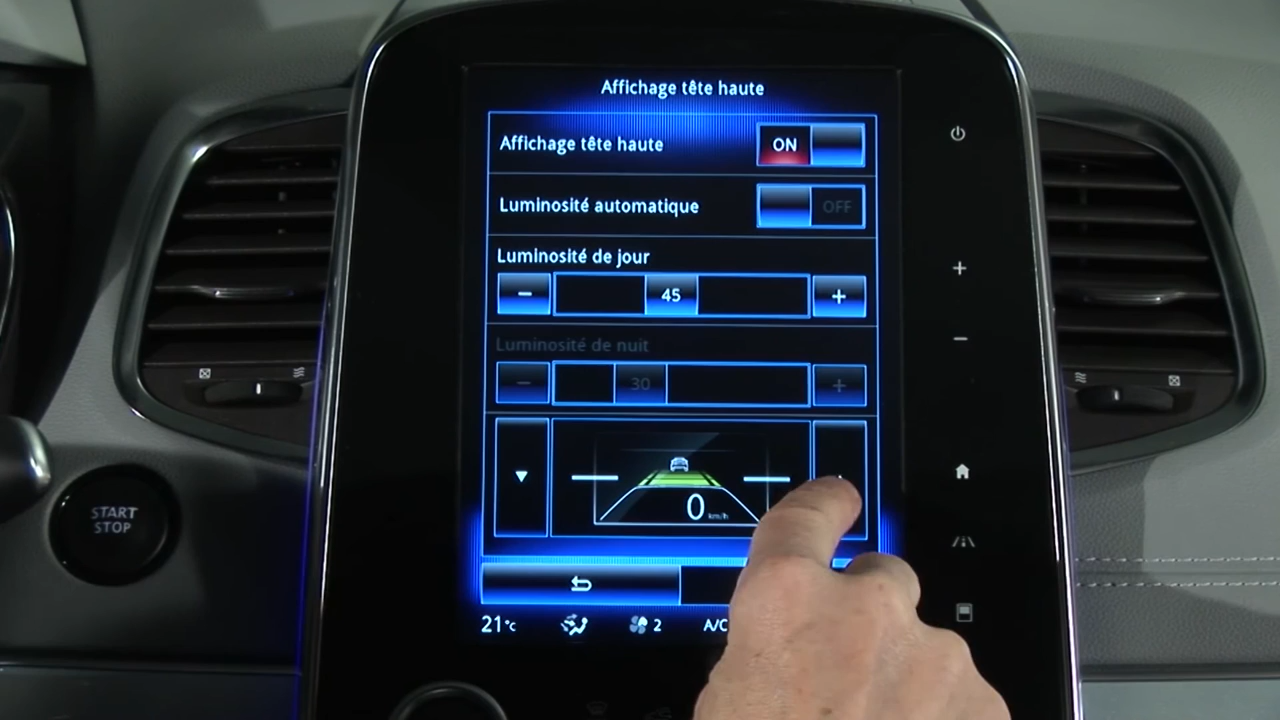 Affichage tête haute
Affichage tête haute ON
Luminosité automatique OFF
Luminosité de jour
− 45 +
Luminosité de nuit
− 30 +
0 km/h
START
STOP
21°C 2 A/C